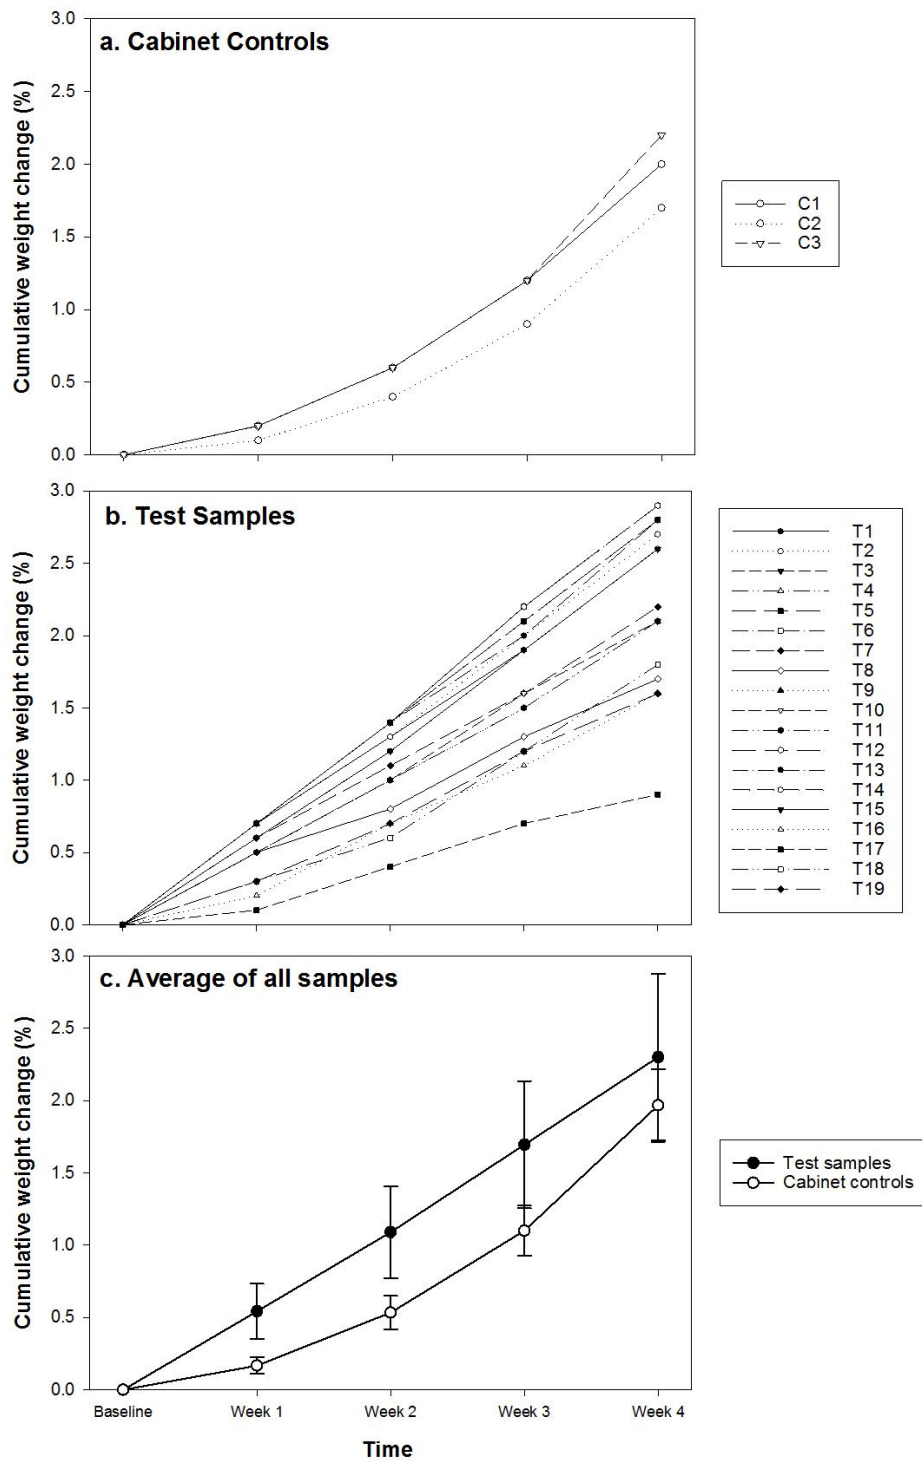 a. Cabinet Controls
Cumulative weight change (%)
3.0
2.5
2.0
1.5
1.0
0.5
0.0
C1
C2
C3
b. Test Samples
Cumulative weight change (%)
3.0
2.5
2.0
1.5
1.0
0.5
0.0
T1
T2
T3
T4
T5
T6
T7
T8
T9
T10
T11
T12
T13
T14
T15
T16
T17
T18
T19
c. Average of all samples
Cumulative weight change (%)
3.0
2.5
2.0
1.5
1.0
0.5
0.0
Test samples
Cabinet controls
Baseline Week 1 Week 2 Week 3 Week 4
Time